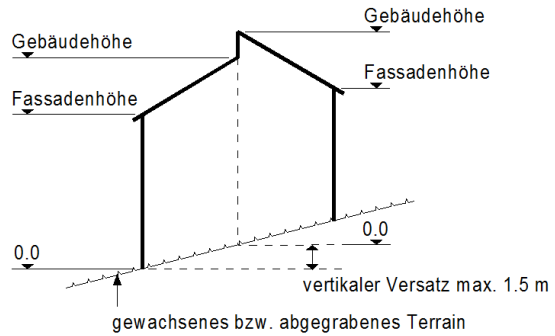 Gebäudehöhe
Gebäudehöhe
Fassadenhöhe
Fassadenhöhe
0.0
0.0
vertikaler Versatz max. 1.5 m
gewachsenes bzw. abgegrabenes Terrain